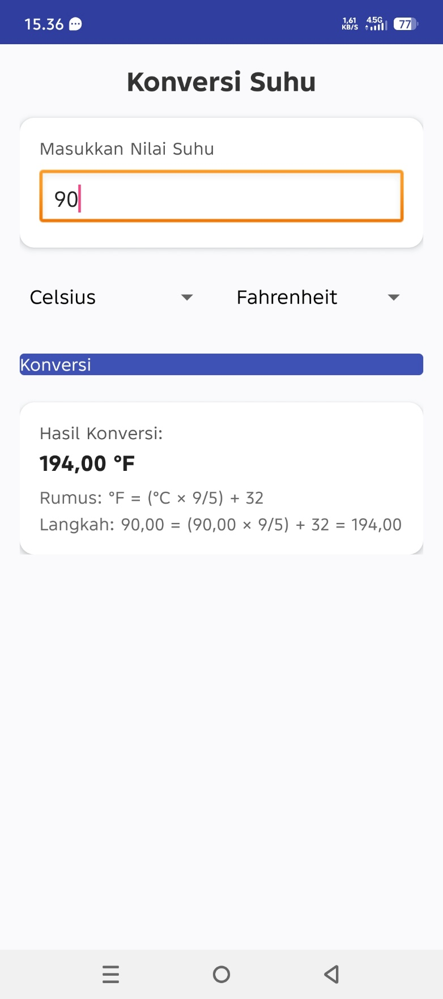 15.36
1,61 KB/S 4.5G 77
Konversi Suhu
Masukkan Nilai Suhu
90
Celsius Fahrenheit
Konversi
Hasil Konversi:
194,00 °F
Rumus: °F = (°C × 9/5) + 32
Langkah: 90,00 = (90,00 × 9/5) + 32 = 194,00